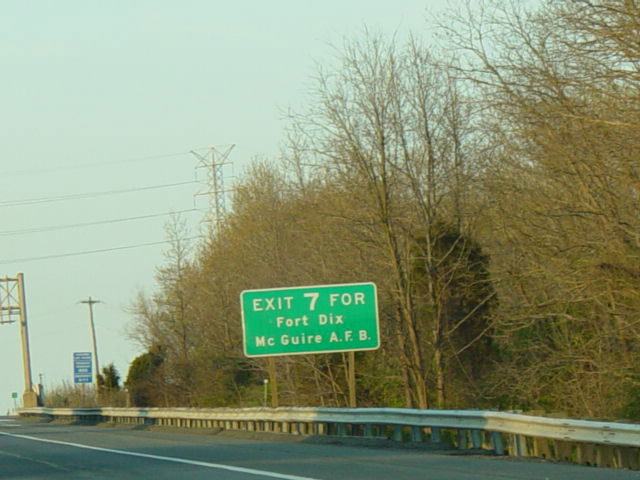 EXIT 7 FOR
Fort Dix
Mc Guire A.F.B.